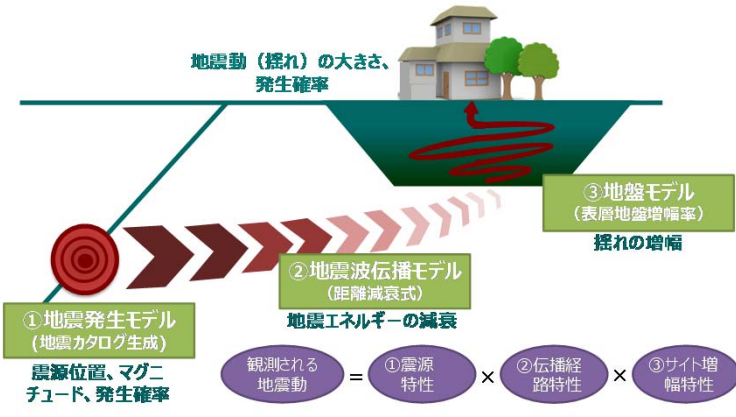 地震動（揺れ）の大きさ、
発生確率
③地盤モデル
（表層地盤増幅率）
揺れの増幅
②地震波伝播モデル
（距離減衰式）
地震エネルギーの減衰
①地震発生モデル
（地震カタログ生成）
震源位置、マグニ
チュード、発生確率
観測される
地震動
＝
①震源
特性
×
②伝播経
路特性
×
③サイト増
幅特性